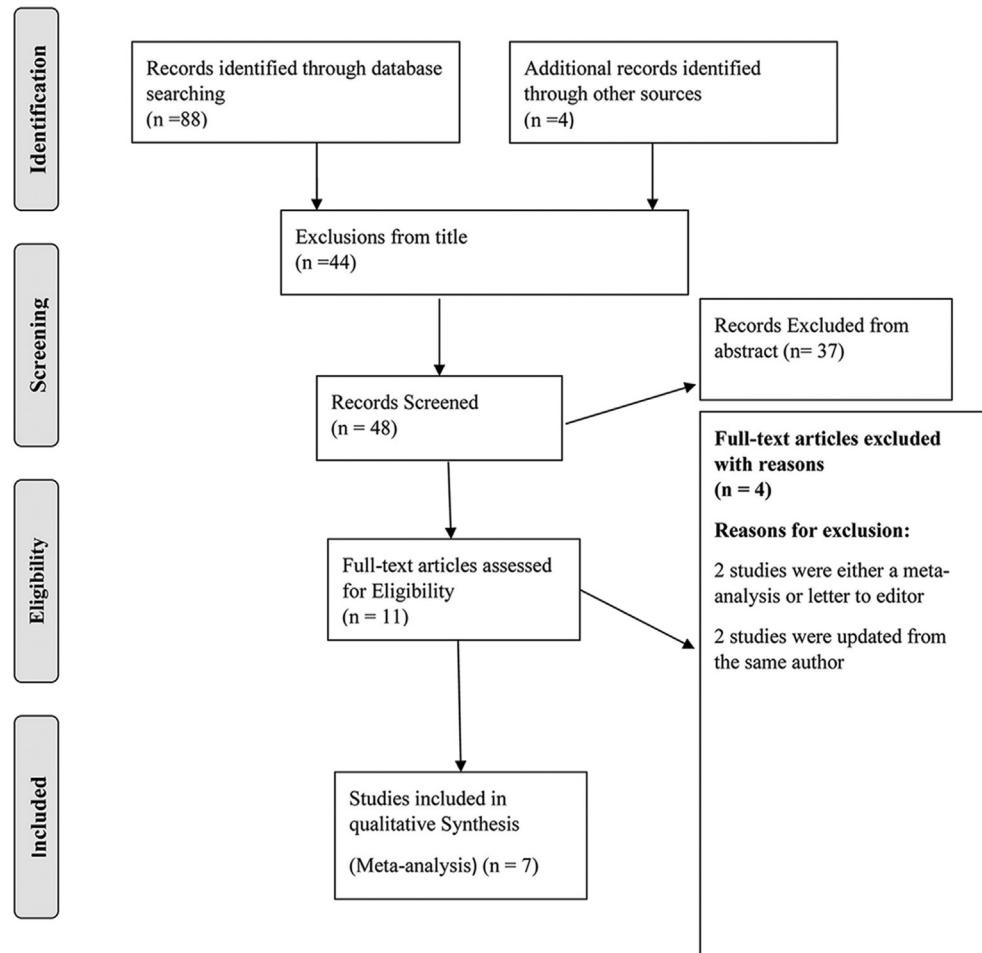 Identification
Records identified through database
searching
(n =88)
Additional records identified
through other sources
(n =4)
Exclusions from title
(n =44)
Screening
Records Excluded from
abstract (n= 37)
Records Screened
(n = 48)
Full-text articles excluded
with reasons
(n = 4)
Reasons for exclusion:
2 studies were either a meta-
analysis or letter to editor
2 studies were updated from
the same author
Eligibility
Full-text articles assessed
for Eligibility
(n = 11)
Included
Studies included in
qualitative Synthesis
(Meta-analysis) (n = 7)